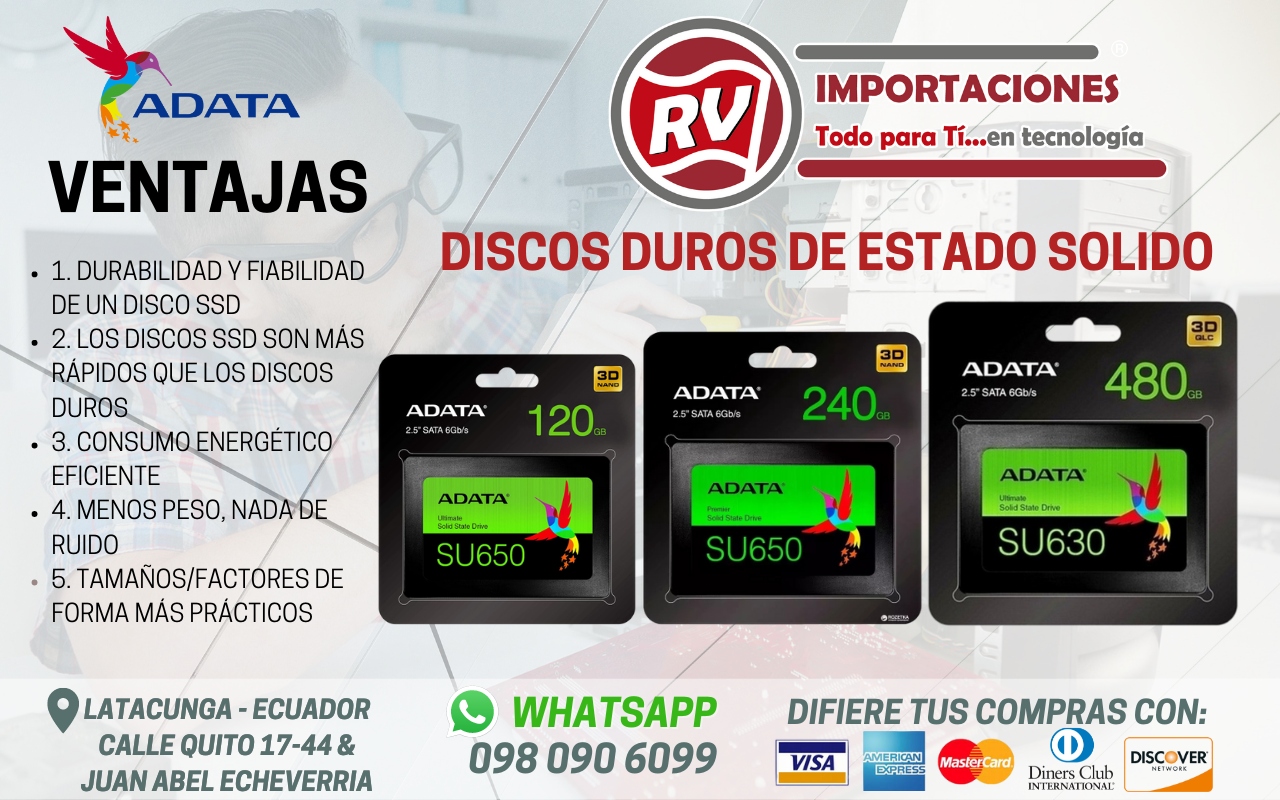 ADATA
VENTAJAS
1. DURABILIDAD Y FIABILIDAD
DE UN DISCO SSD
2. LOS DISCOS SSD SON MÁS
RÁPIDOS QUE LOS DISCOS
DUROS
3. CONSUMO ENERGÉTICO
EFICIENTE
4. MENOS PESO, NADA DE
RUIDO
5. TAMAÑOS/FACTORES DE
FORMA MÁS PRÁCTICOS
RV
®
IMPORTACIONES
Todo para Tí...en tecnología
DISCOS DUROS DE ESTADO SOLIDO
3D
NAND
ADATA®
2.5" SATA 6Gb/s
120GB
ADATA®
Ultimate
Solid State Drive
SU650
3D
NAND
ADATA®
2.5" SATA 6Gb/s
240GB
ADATA®
Premier
Solid State Drive
SU650
ROZETKA
3D
QLC
ADATA®
2.5" SATA 6Gb/s
480GB
ADATA®
Ultimate
Solid State Drive
SU630
LATACUNGA - ECUADOR
CALLE QUITO 17-44 &
JUAN ABEL ECHEVERRIA
WHATSAPP
098 090 6099
DIFIERE TUS COMPRAS CON:
VISA
AMERICAN
EXPRESS
MasterCard
Diners Club
INTERNATIONAL®
DISCOVER®
NETWORK